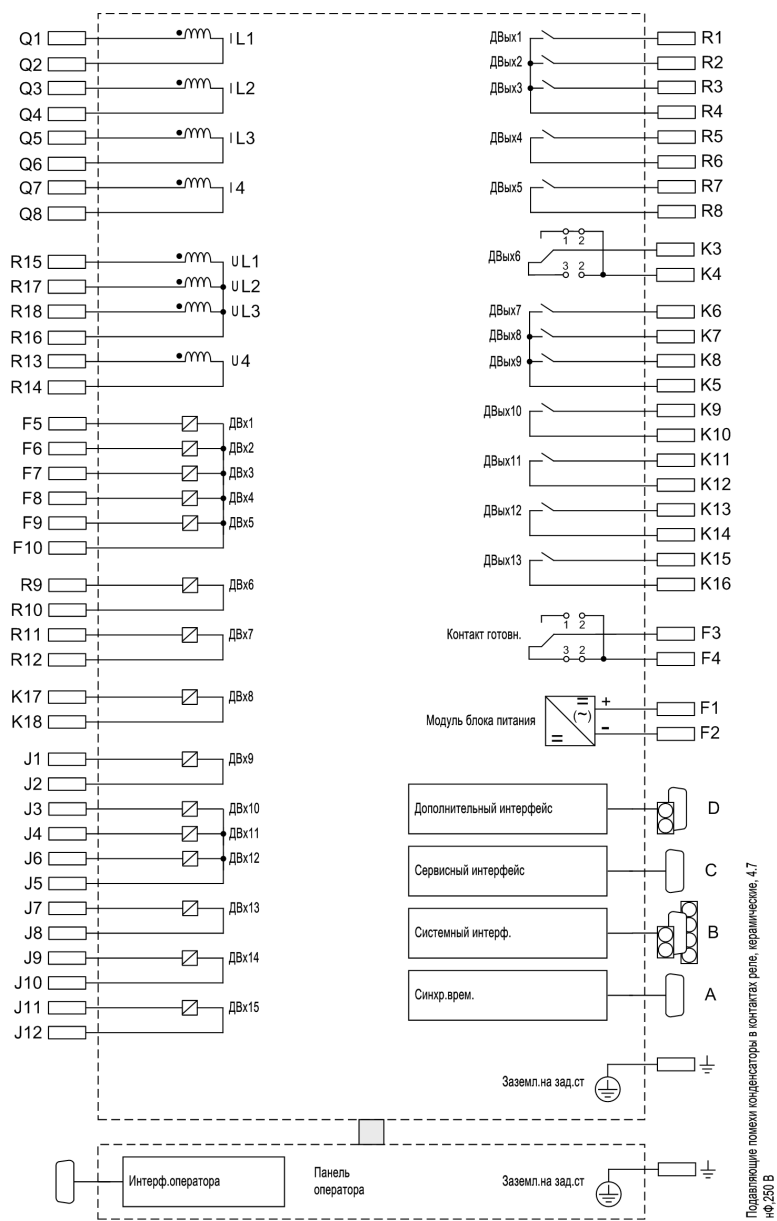 Q1 IL1
Q2
Q3 IL2
Q4
Q5 IL3
Q6
Q7 I4
Q8
R15 UL1
R17 UL2
R18 UL3
R16
R13 U4
R14
F5 ДВх1
F6 ДВх2
F7 ДВх3
F8 ДВх4
F9 ДВх5
F10
R9 ДВх6
R10
R11 ДВх7
R12
K17 ДВх8
K18
J1 ДВх9
J2
J3 ДВх10
J4 ДВх11
J6 ДВх12
J5
J7 ДВх13
J8
J9 ДВх14
J10
J11 ДВх15
J12
ДВых1 R1
ДВых2 R2
ДВых3 R3
R4
ДВых4 R5
R6
ДВых5 R7
R8
1 2
ДВых6 K3
3 2 K4
ДВых7 K6
ДВых8 K7
ДВых9 K8
K5
ДВых10 K9
K10
ДВых11 K11
K12
ДВых12 K13
K14
ДВых13 K15
K16
1 2
Контакт готовн. F3
3 2 F4
Модуль блока питания = (~) = + F1
- F2
Дополнительный интерфейс D
Сервисный интерфейс C
Системный интерф. B
Синхр.врем. A
Заземл.на зад.ст
Интерф.оператора
Панель
оператора
Заземл.на зад.ст
Подавляющие помехи конденсаторы в контактах реле, керамические, 4.7
нФ,250 В